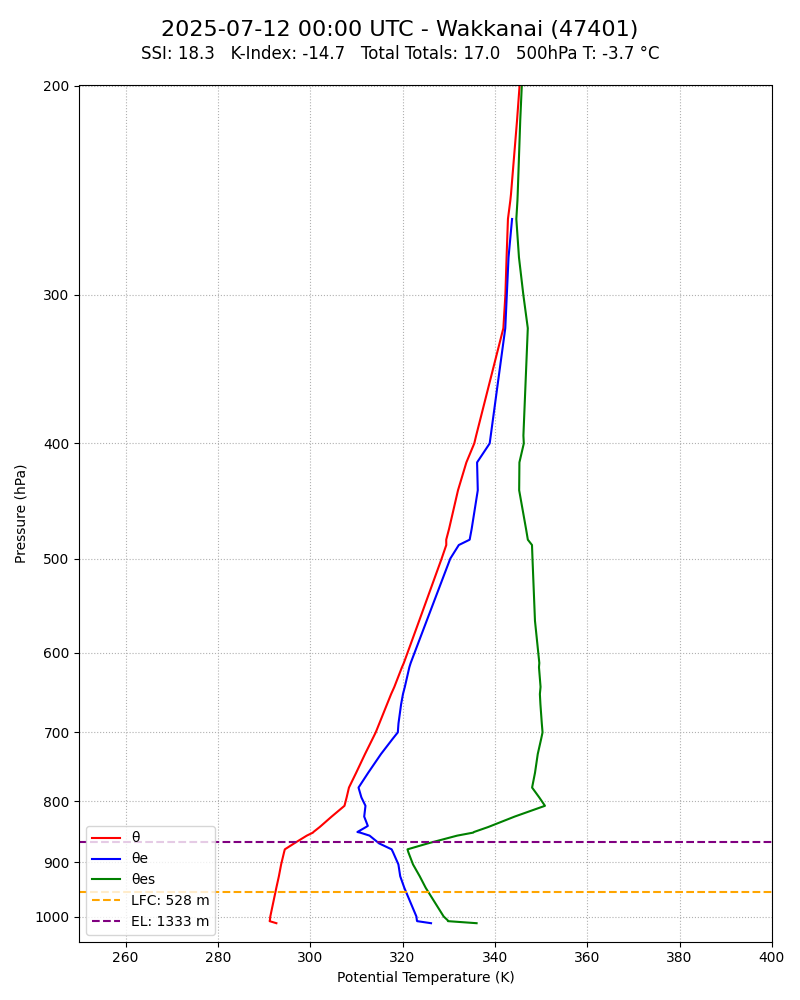 2025-07-12 00:00 UTC - Wakkanai (47401)
SSI: 18.3   K-Index: -14.7   Total Totals: 17.0   500hPa T: -3.7 °C
200
300
400
500
600
700
800
900
1000
Pressure (hPa)
θ
θe
θes
LFC: 528 m
EL: 1333 m
260 280 300 320 340 360 380 400
Potential Temperature (K)